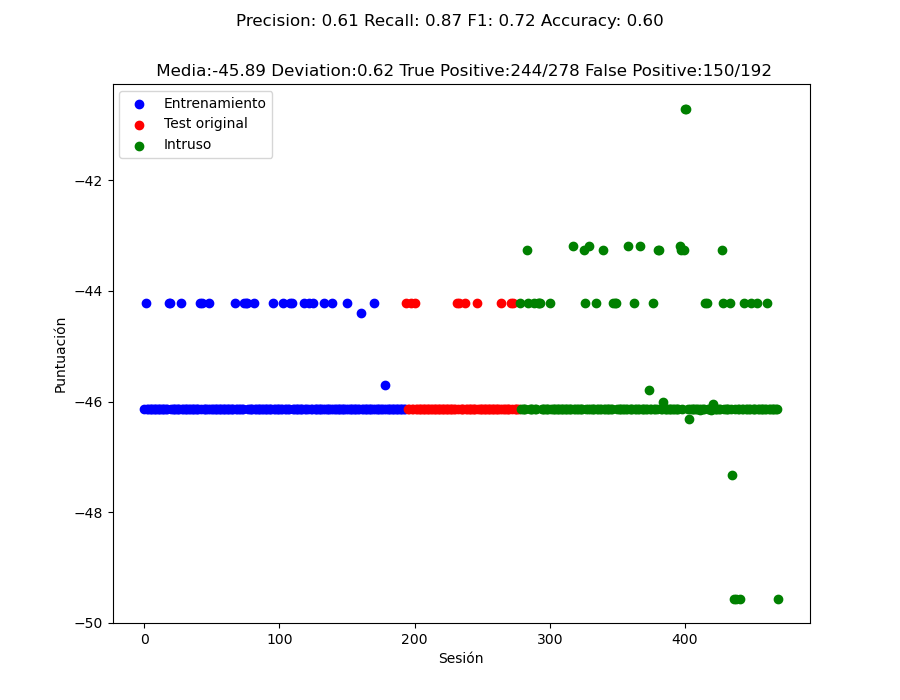 Precision: 0.61 Recall: 0.87 F1: 0.72 Accuracy: 0.60
Media:-45.89 Deviation:0.62 True Positive:244/278 False Positive:150/192
Entrenamiento
Test original
Intruso
−42
−44
−46
−48
−50
Puntuación
0
100
200
300
400
Sesión